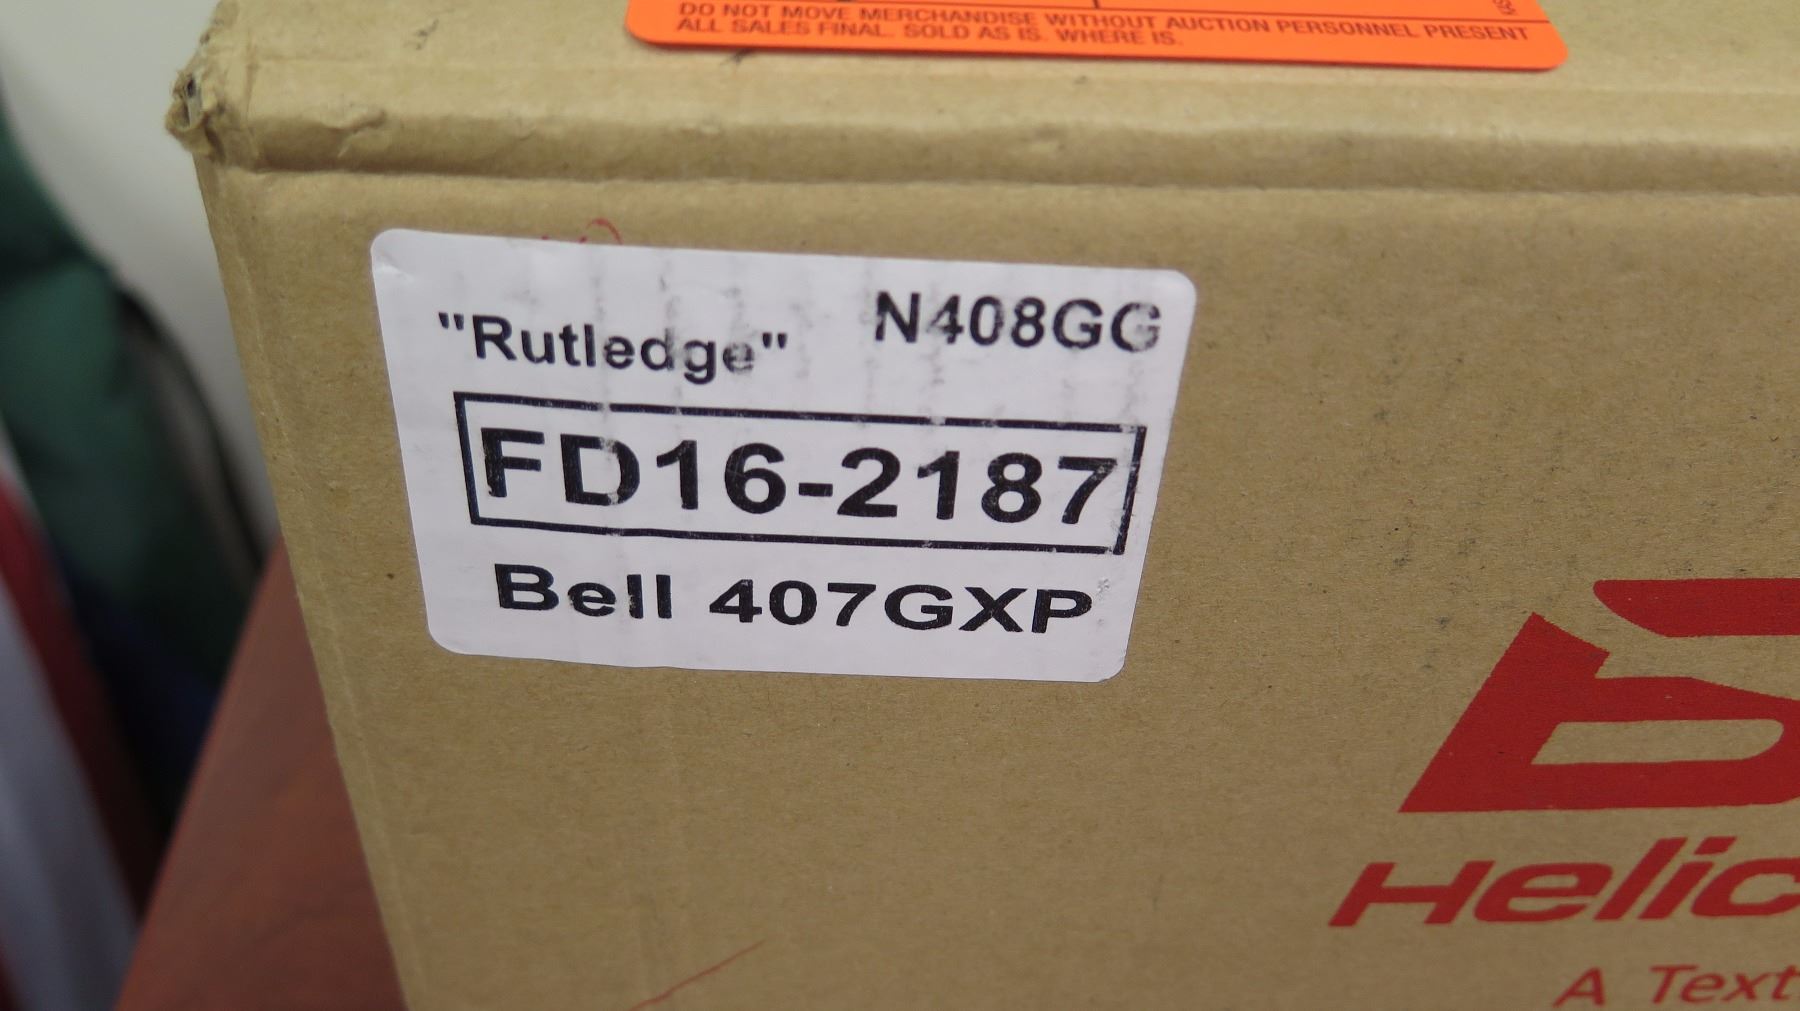 DO NOT MOVE MERCHANDISE WITHOUT AUCTION PERSONNEL PRESENT
ALL SALES FINAL. SOLD AS IS. WHERE IS.
"Rutledge" N408GG
FD16-2187
Bell 407GXP
Helic
A Text